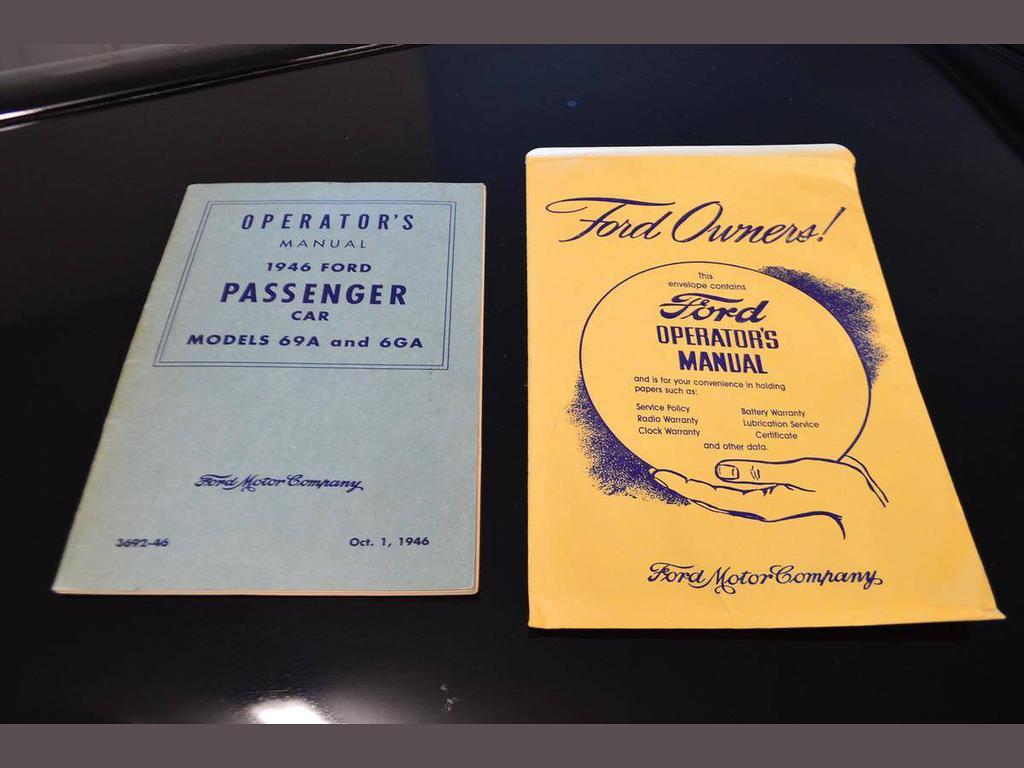 OPERATOR'S
MANUAL
1946 FORD
PASSENGER
CAR
MODELS 69A and 6GA
Ford Motor Company
3692-46
Oct. 1, 1946
Ford Owners!
This
envelope contains
Ford
OPERATOR'S
MANUAL
and is for your convenience in holding
papers such as:
Service Policy
Radio Warranty
Clock Warranty
Battery Warranty
Lubrication Service
Certificate
and other data.
Ford Motor Company